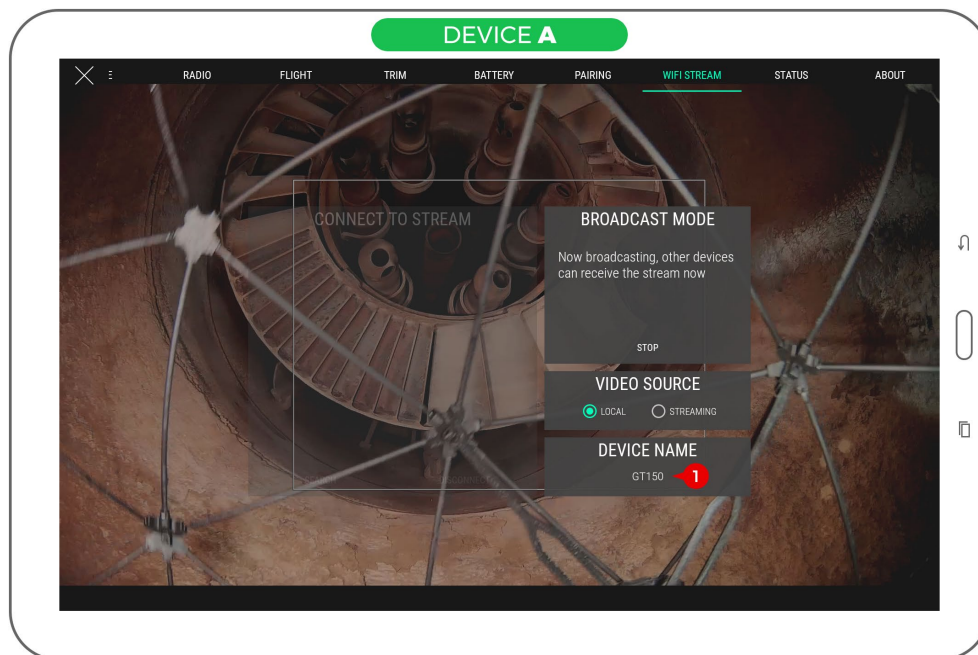 DEVICE A
RADIO FLIGHT TRIM BATTERY PAIRING WIFI STREAM STATUS ABOUT
CONNECT TO STREAM
BROADCAST MODE
Now broadcasting, other devices
can receive the stream now
STOP
VIDEO SOURCE
LOCAL STREAMING
DEVICE NAME
GT150 1